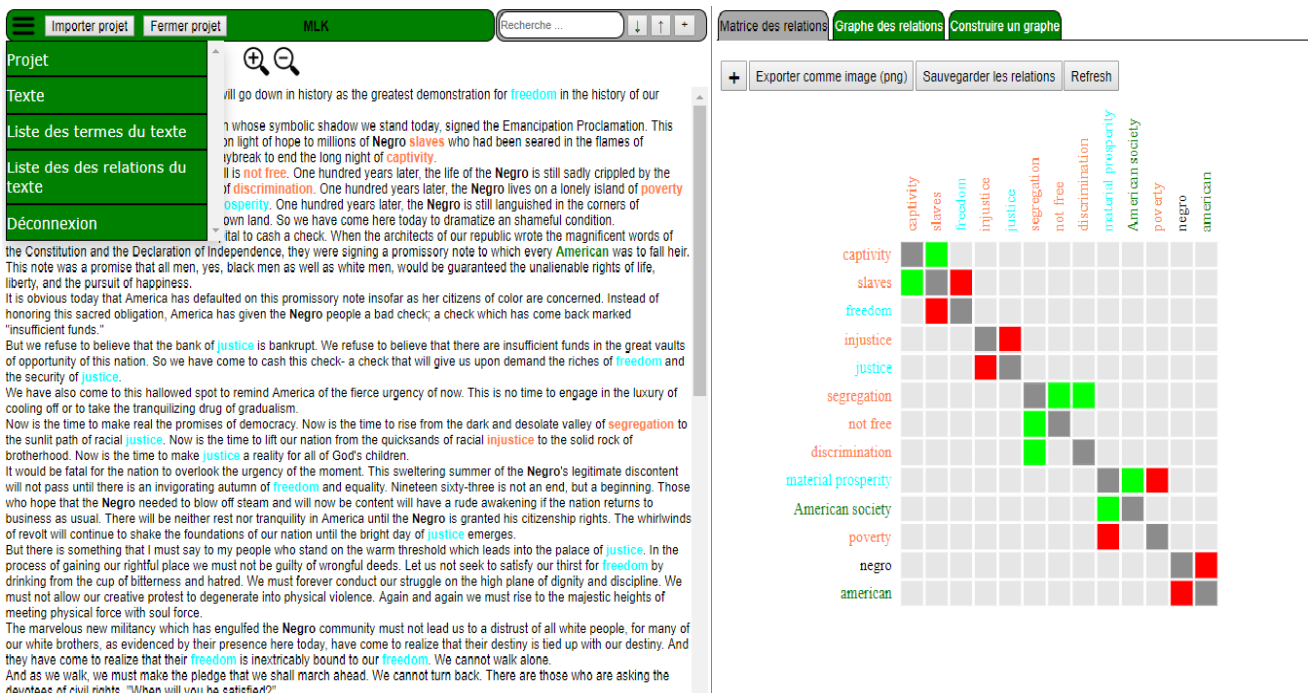 Importer projet Fermer projet MLK Recherche ... ↓ ↑ +
Projet
Texte
Liste des termes du texte
Liste des des relations du
texte
Déconnexion
will go down in history as the greatest demonstration for freedom in the history of our
whose symbolic shadow we stand today, signed the Emancipation Proclamation. This
light of hope to millions of Negro slaves who had been seared in the flames of
to end the long night of captivity.
is not free. One hundred years later, the life of the Negro is still sadly crippled by the
of discrimination. One hundred years later, the Negro lives on a lonely island of poverty
One hundred years later, the Negro is still languished in the corners of
own land. So we have come here today to dramatize an shameful condition.
to cash a check. When the architects of our republic wrote the magnificent words of
the Constitution and the Declaration of Independence, they were signing a promissory note to which every American was to fall heir.
This note was a promise that all men, yes, black men as well as white men, would be guaranteed the unalienable rights of life,
liberty, and the pursuit of happiness.
It is obvious today that America has defaulted on this promissory note insofar as her citizens of color are concerned. Instead of
honoring this sacred obligation, America has given the Negro people a bad check; a check which has come back marked
"insufficient funds."
But we refuse to believe that the bank of justice is bankrupt. We refuse to believe that there are insufficient funds in the great vaults
of opportunity of this nation. So we have come to cash this check- a check that will give us upon demand the riches of freedom and
the security of justice.
We have also come to this hallowed spot to remind America of the fierce urgency of now. This is no time to engage in the luxury of
cooling off or to take the tranquilizing drug of gradualism.
Now is the time to make real the promises of democracy. Now is the time to rise from the dark and desolate valley of segregation to
the sunlit path of racial justice. Now is the time to lift our nation from the quicksands of racial injustice to the solid rock of
brotherhood. Now is the time to make justice a reality for all of God's children.
It would be fatal for the nation to overlook the urgency of the moment. This sweltering summer of the Negro's legitimate discontent
will not pass until there is an invigorating autumn of freedom and equality. Nineteen sixty-three is not an end, but a beginning. Those
who hope that the Negro needed to blow off steam and will now be content will have a rude awakening if the nation returns to
business as usual. There will be neither rest nor tranquility in America until the Negro is granted his citizenship rights. The whirlwinds
of revolt will continue to shake the foundations of our nation until the bright day of justice emerges.
But there is something that I must say to my people who stand on the warm threshold which leads into the palace of justice. In the
process of gaining our rightful place we must not be guilty of wrongful deeds. Let us not seek to satisfy our thirst for freedom by
drinking from the cup of bitterness and hatred. We must forever conduct our struggle on the high plane of dignity and discipline. We
must not allow our creative protest to degenerate into physical violence. Again and again we must rise to the majestic heights of
meeting physical force with soul force.
The marvelous new militancy which has engulfed the Negro community must not lead us to a distrust of all white people, for many of
our white brothers, as evidenced by their presence here today, have come to realize that their destiny is tied up with our destiny. And
they have come to realize that their freedom is inextricably bound to our freedom. We cannot walk alone.
And as we walk, we must make the pledge that we shall march ahead. We cannot turn back. There are those who are asking the
devotees of civil rights, "When will you be satisfied?"
Matrice des relations Graphe des relations Construire un graphe
+ Exporter comme image (png) Sauvegarder les relations Refresh
captivity
slaves
freedom
injustice
justice
segregation
not free
discrimination
material prosperity
American society
poverty
negro
american
captivity
slaves
freedom
injustice
justice
segregation
not free
discrimination
material prosperity
American society
poverty
negro
american